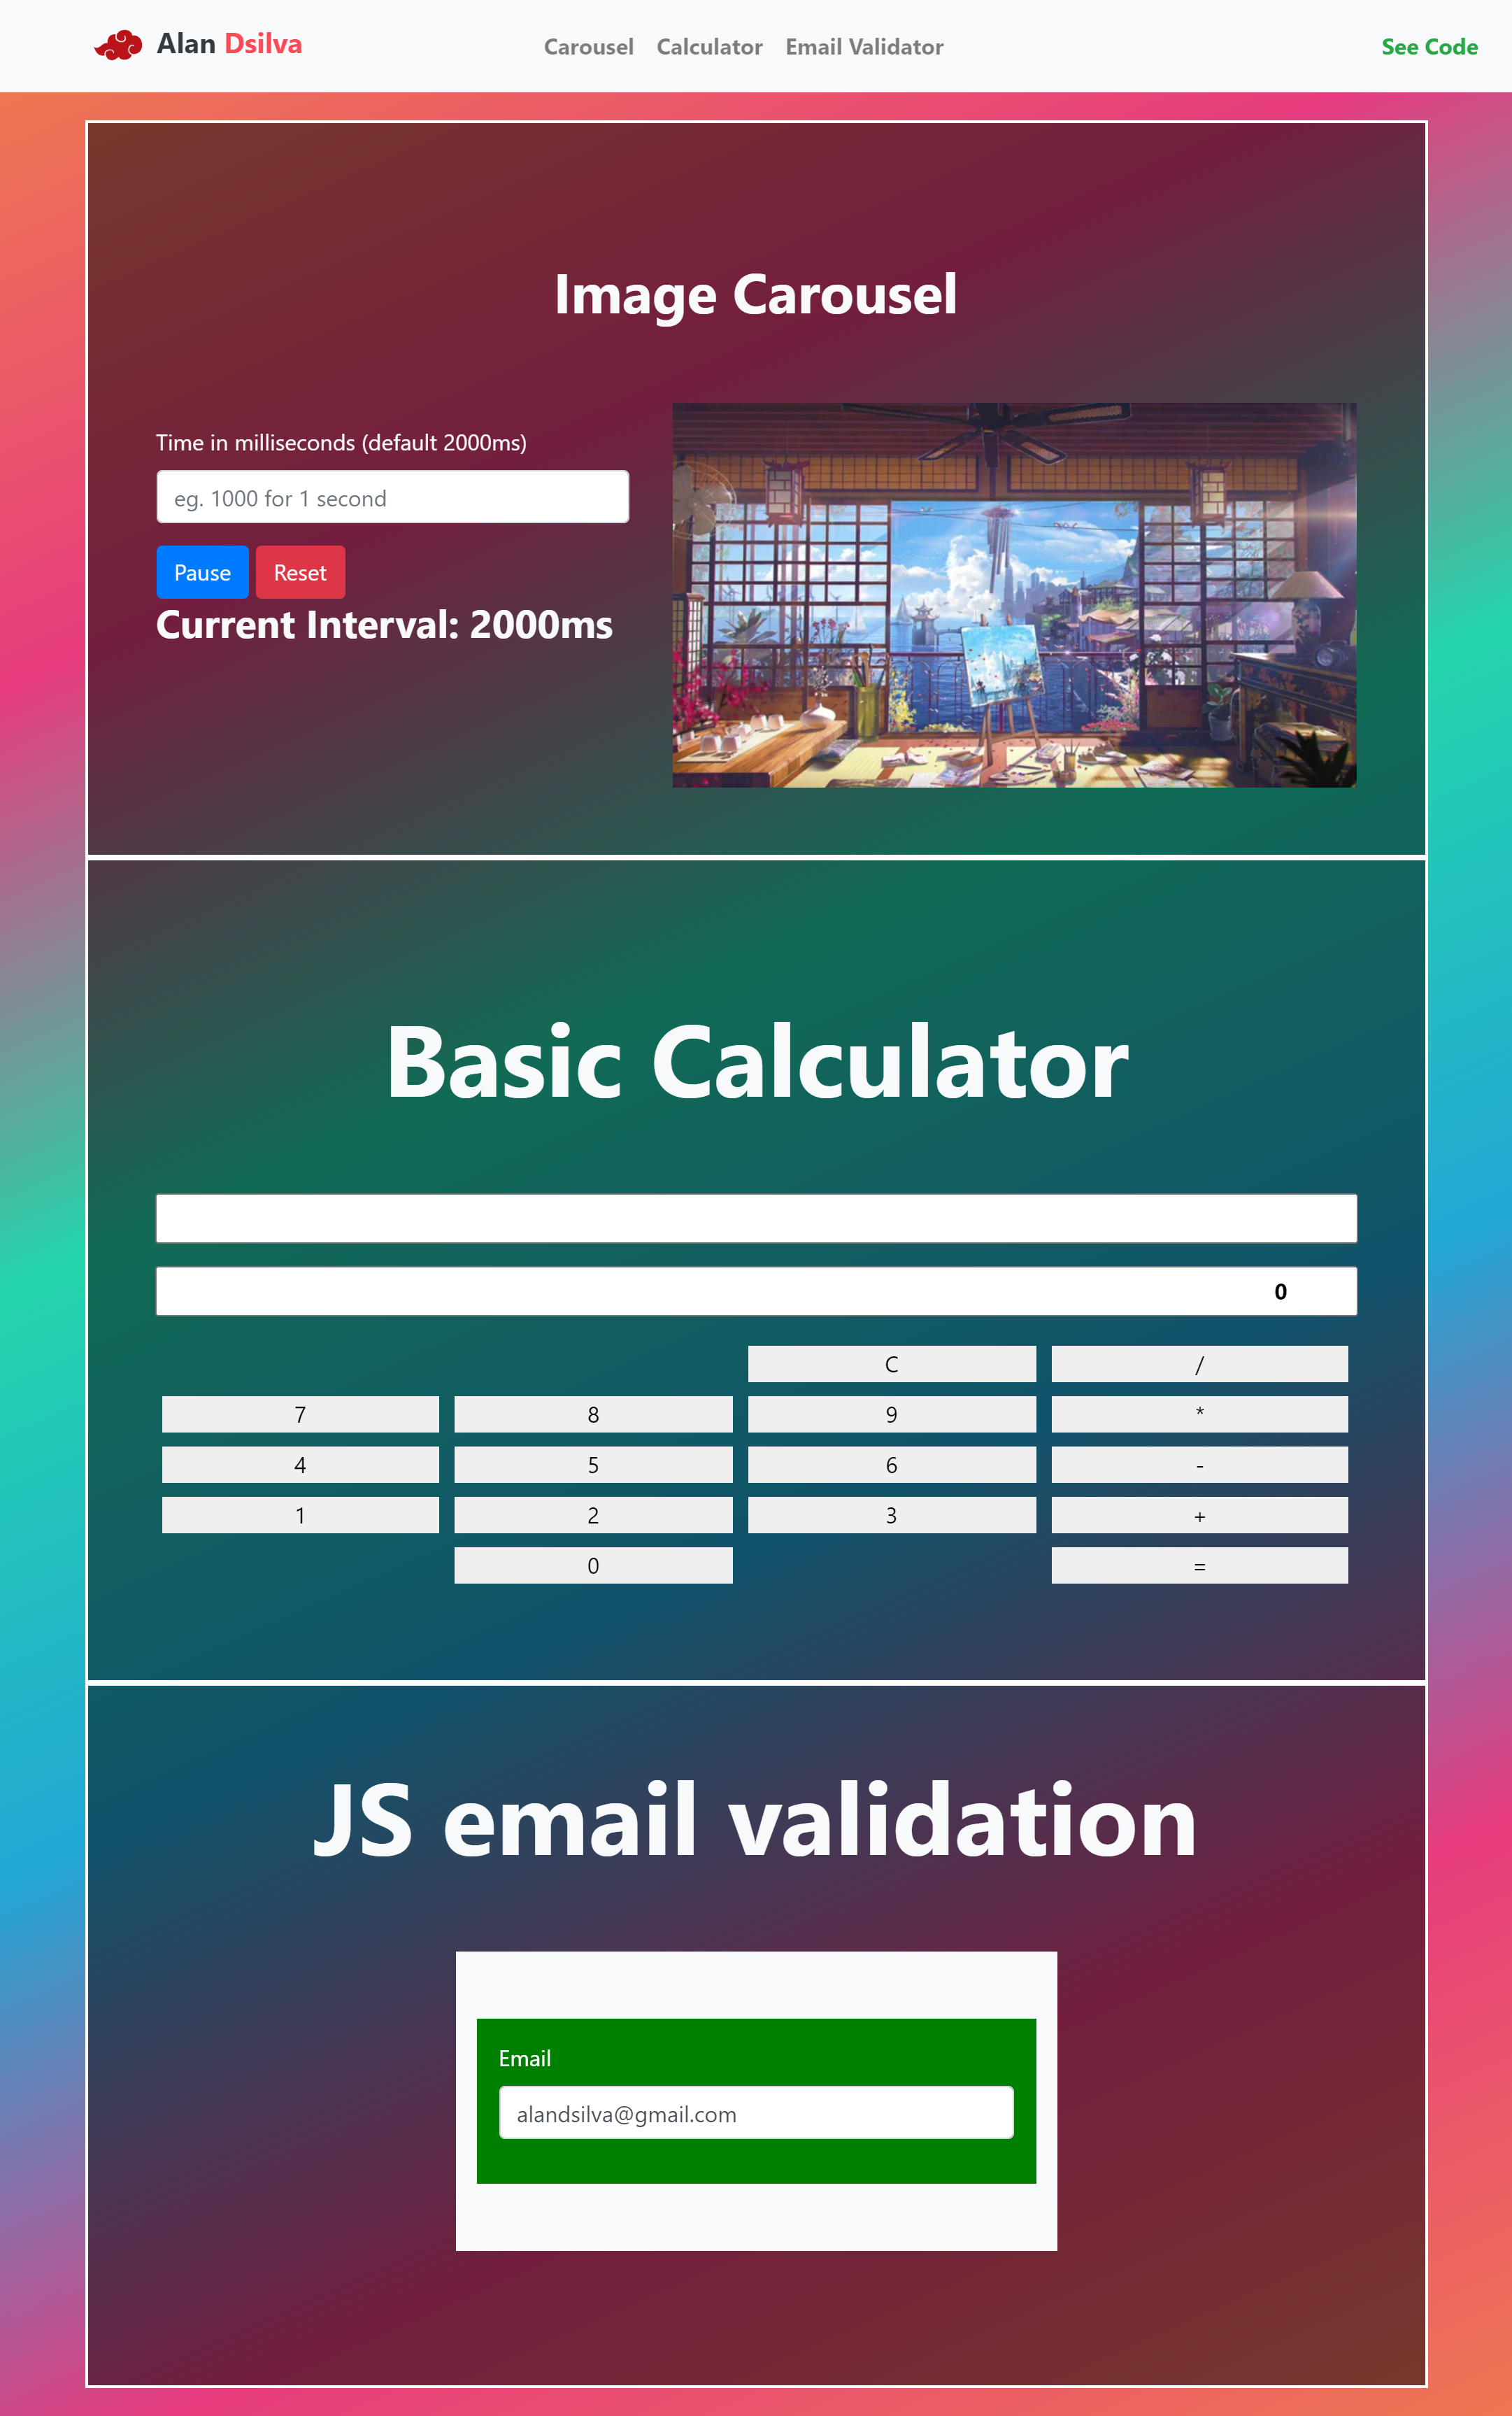 Alan Dsilva
Carousel Calculator Email Validator
See Code
Image Carousel
Time in milliseconds (default 2000ms)
eg. 1000 for 1 second
Pause Reset
Current Interval: 2000ms
Basic Calculator
0
C /
7 8 9 *
4 5 6 -
1 2 3 +
0 =
JS email validation
Email
alandsilva@gmail.com